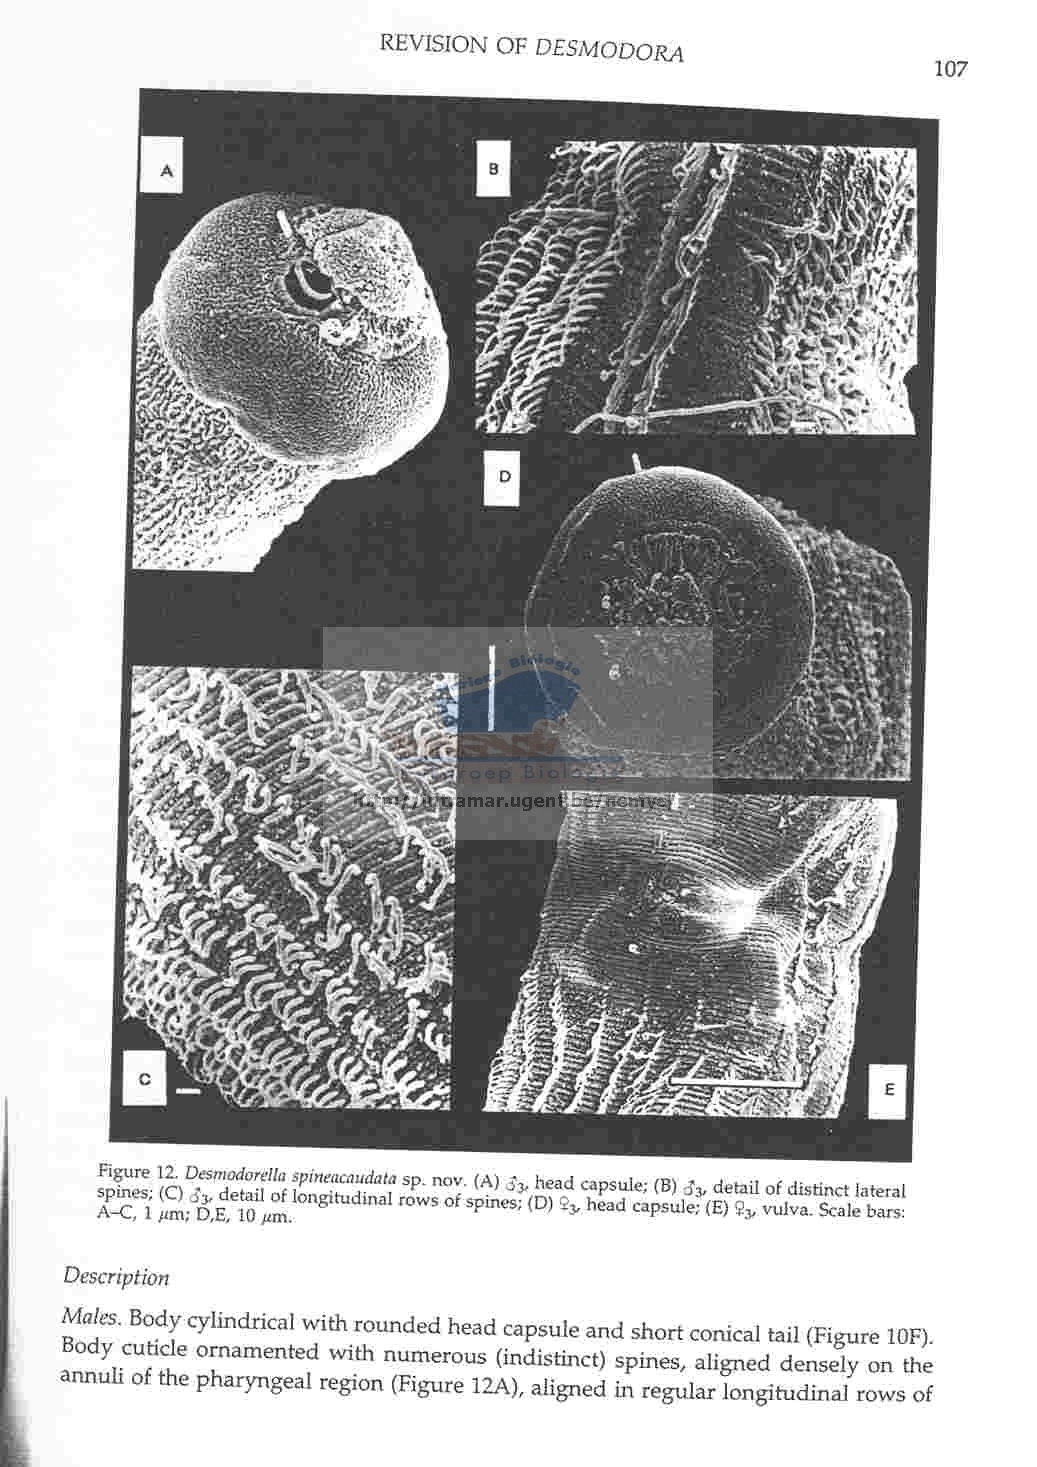 REVISION OF DESMODORA
107
A
B
D
C
E
Biologie
Groep Biolo
Figure 12. Desmodorella spineacaudata sp. nov. (A) ♂3, head capsule; (B) ♂3, detail of distinct lateral
spines; (C) ♂3, detail of longitudinal rows of spines; (D) ♀3, head capsule; (E) ♀3, vulva. Scale bars:
A–C, 1 μm; D,E, 10 μm.
Description
Males. Body cylindrical with rounded head capsule and short conical tail (Figure 10F).
Body cuticle ornamented with numerous (indistinct) spines, aligned densely on the
annuli of the pharyngeal region (Figure 12A), aligned in regular longitudinal rows of